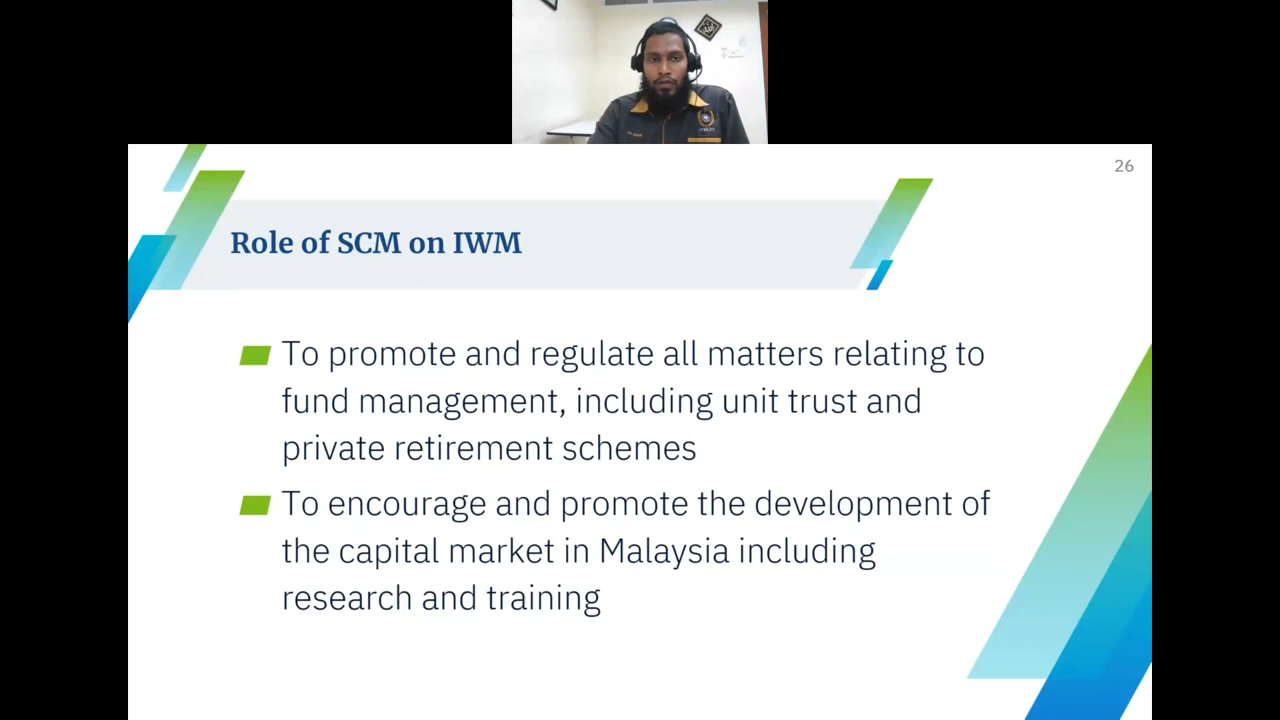 26
Role of SCM on IWM
To promote and regulate all matters relating to
fund management, including unit trust and
private retirement schemes
To encourage and promote the development of
the capital market in Malaysia including
research and training